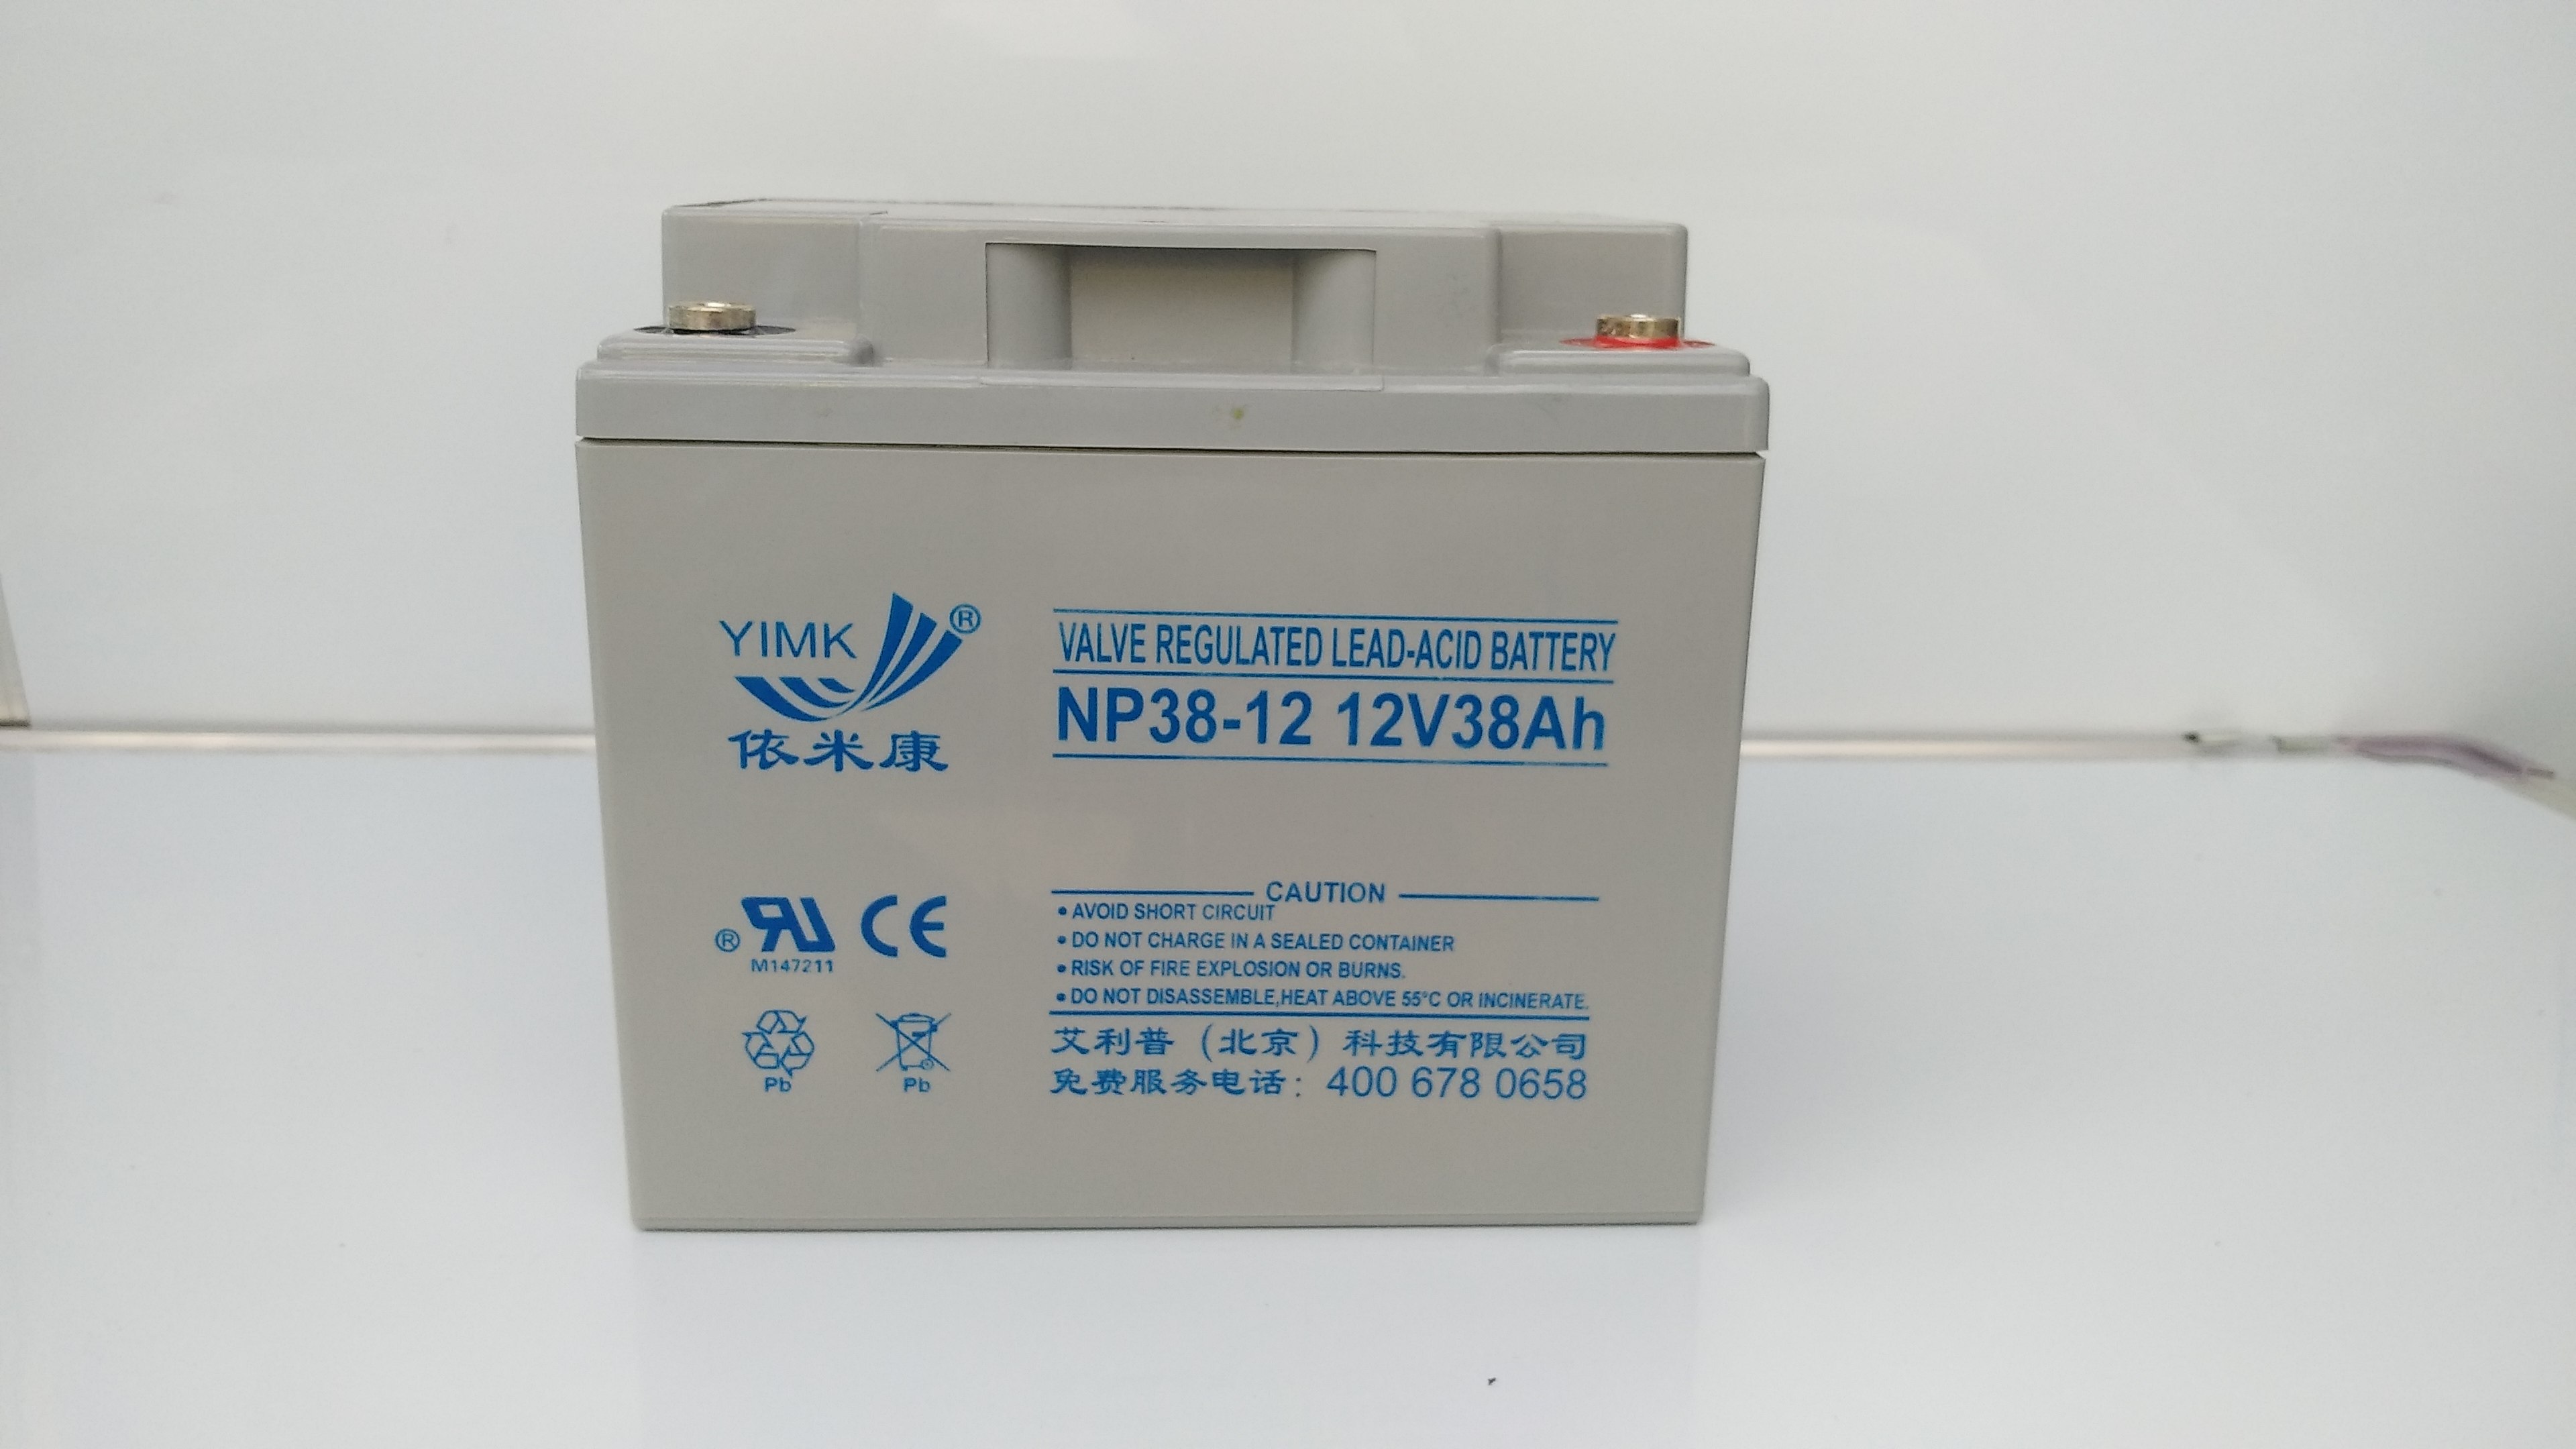 YIMK®
依米康
VALVE REGULATED LEAD-ACID BATTERY
NP38-12 12V38Ah
® RU CE
M147211
Pb Pb
CAUTION
• AVOID SHORT CIRCUIT
• DO NOT CHARGE IN A SEALED CONTAINER
• RISK OF FIRE EXPLOSION OR BURNS.
• DO NOT DISASSEMBLE,HEAT ABOVE 55°C OR INCINERATE.
艾利普（北京）科技有限公司
免费服务电话：400 678 0658